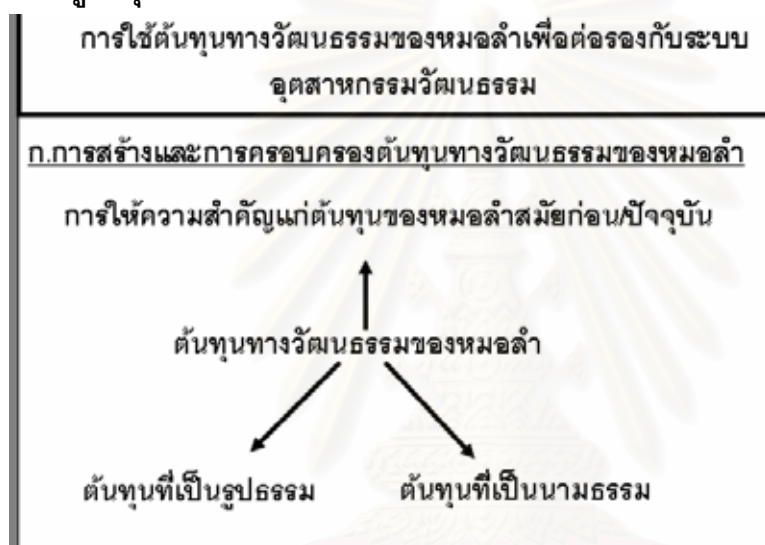 การใช้ต้นทุนทางวัฒนธรรมของหมอลำเพื่อต่อรองกับระบบ
อุตสาหกรรมวัฒนธรรม
ก.การสร้างและการครอบครองต้นทุนทางวัฒนธรรมของหมอลำ
การให้ความสำคัญแก่ต้นทุนของหมอลำสมัยก่อน/ปัจจุบัน
ต้นทุนทางวัฒนธรรมของหมอลำ
ต้นทุนที่เป็นรูปธรรม ต้นทุนที่เป็นนามธรรม